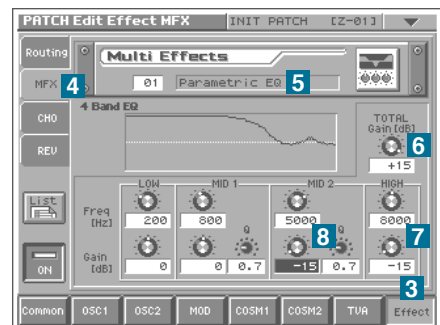 PATCH Edit Effect MFX INIT PATCH [Z-01]
Routing
Multi Effects
MFX 4
01 Parametric EQ 5
CHO
4 Band EQ
TOTAL
Gain [dB]
6
REV
+15
LOW MID 1 MID 2 HIGH
List
Freq
[Hz]
200 800 5000 8000
Q 8 Q 7
Gain
[dB]
ON
0 0 0.7 -15 0.7 -15
3
Common OSC1 OSC2 MOD COSM1 COSM2 TVA Effect